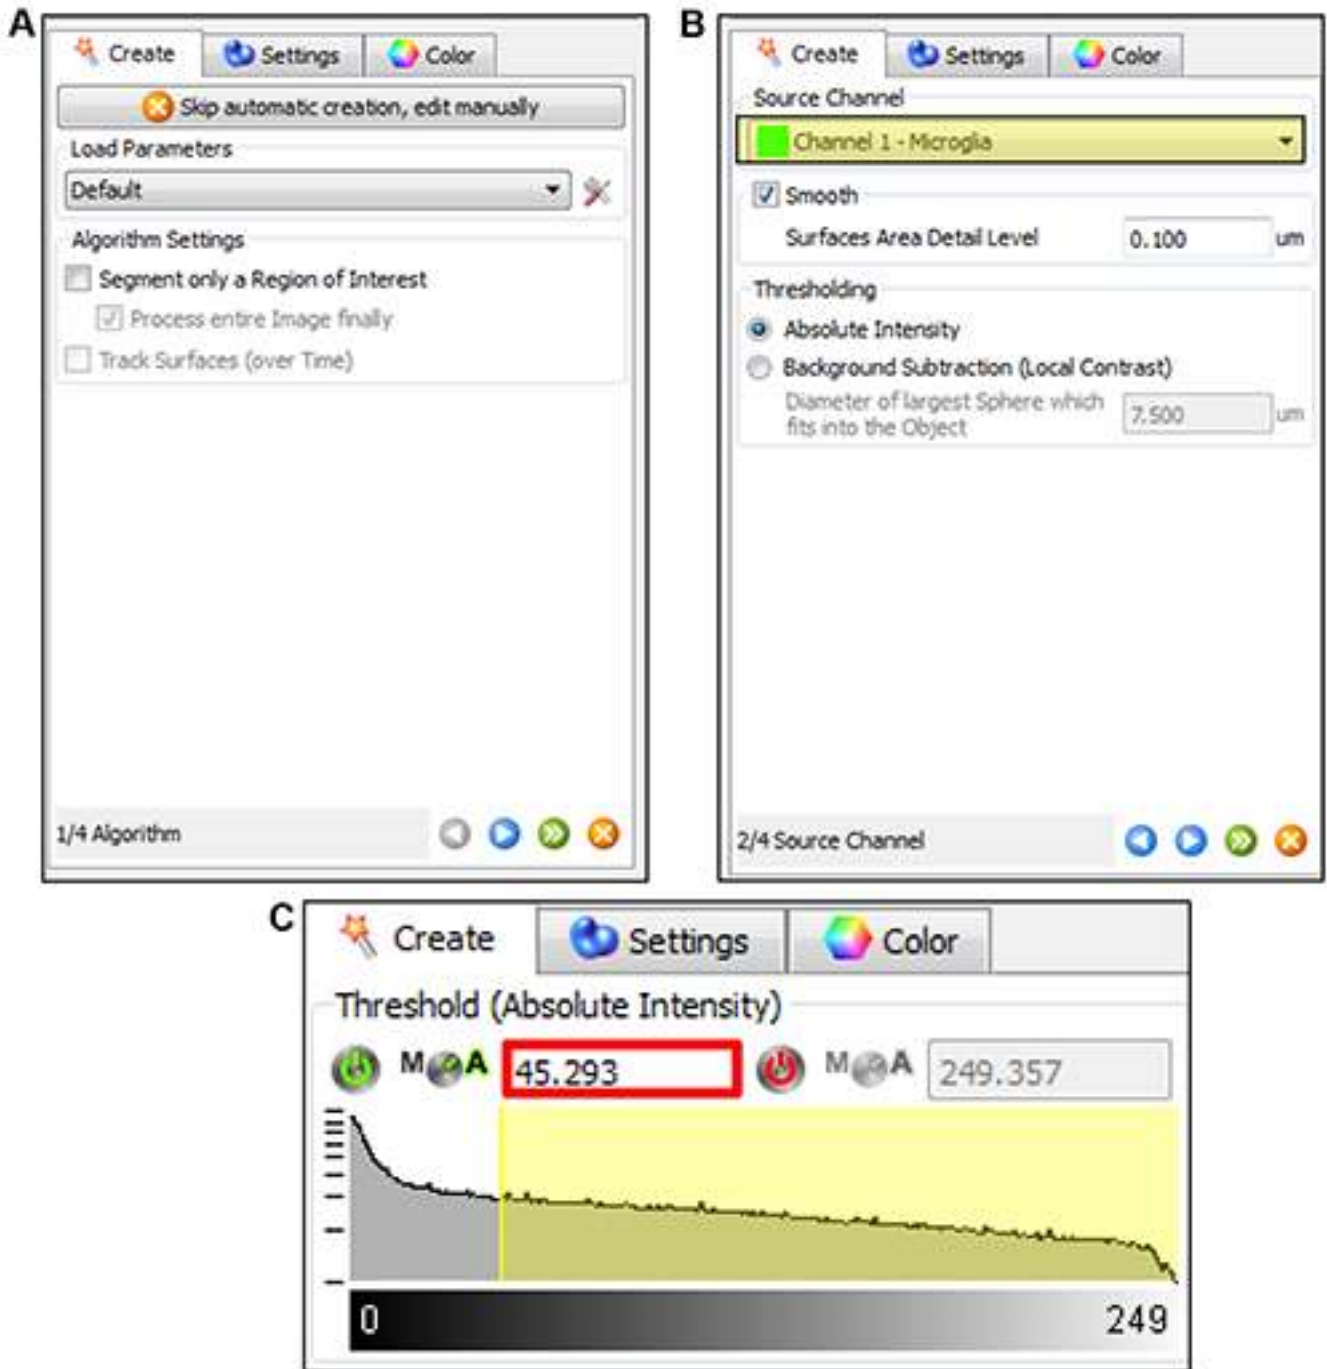 A
Create Settings Color
Skip automatic creation, edit manually
Load Parameters
Default
Algorithm Settings
Segment only a Region of Interest
Process entire Image finally
Track Surfaces (over Time)
1/4 Algorithm
B
Create Settings Color
Source Channel
Channel 1 - Microglia
Smooth
Surfaces Area Detail Level 0.100 um
Thresholding
Absolute Intensity
Background Subtraction (Local Contrast)
Diameter of largest Sphere which
fits into the Object
7.500 um
2/4 Source Channel
C
Create Settings Color
Threshold (Absolute Intensity)
M A 45.293 M A 249.357
0 249